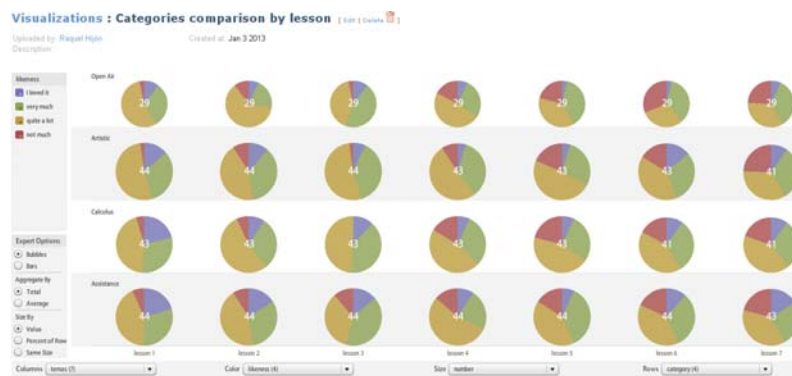 Visualizations : Categories comparison by lesson [ Edit | Delete ]
Uploaded by: Raquel Hijón Created at: Jan 3 2013
Description:
likeness
I loved it
very much
quite a lot
not much
Open Air
29 29 29 29 29 29 29
Artistic
44 44 44 43 43 43 41
Calculus
43 43 43 43 43 41 41
Assistance
44 44 44 44 44 44 43
Expert Options
Bubbles
Bars
Aggregate By
Total
Average
Size By
Value
Percent of Row
Same Size
lesson 1 lesson 2 lesson 3 lesson 4 lesson 5 lesson 6 lesson 7
Columns temas (7) Color likeness (4) Size number Rows category (4)